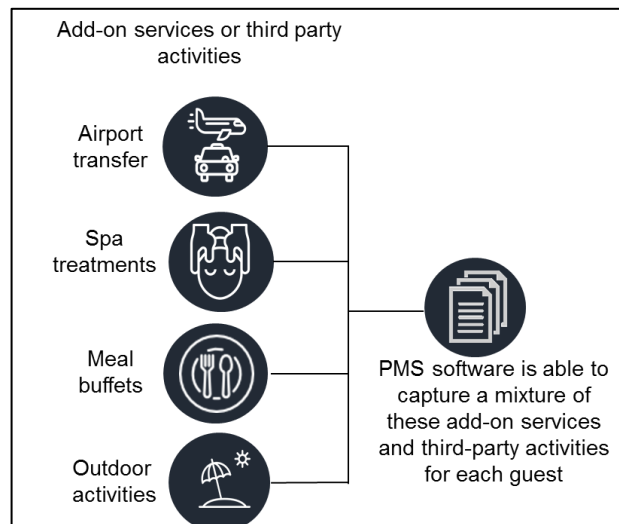 Add-on services or third party
activities
Airport
transfer
Spa
treatments
Meal
buffets
Outdoor
activities
PMS software is able to
capture a mixture of
these add-on services
and third-party activities
for each guest